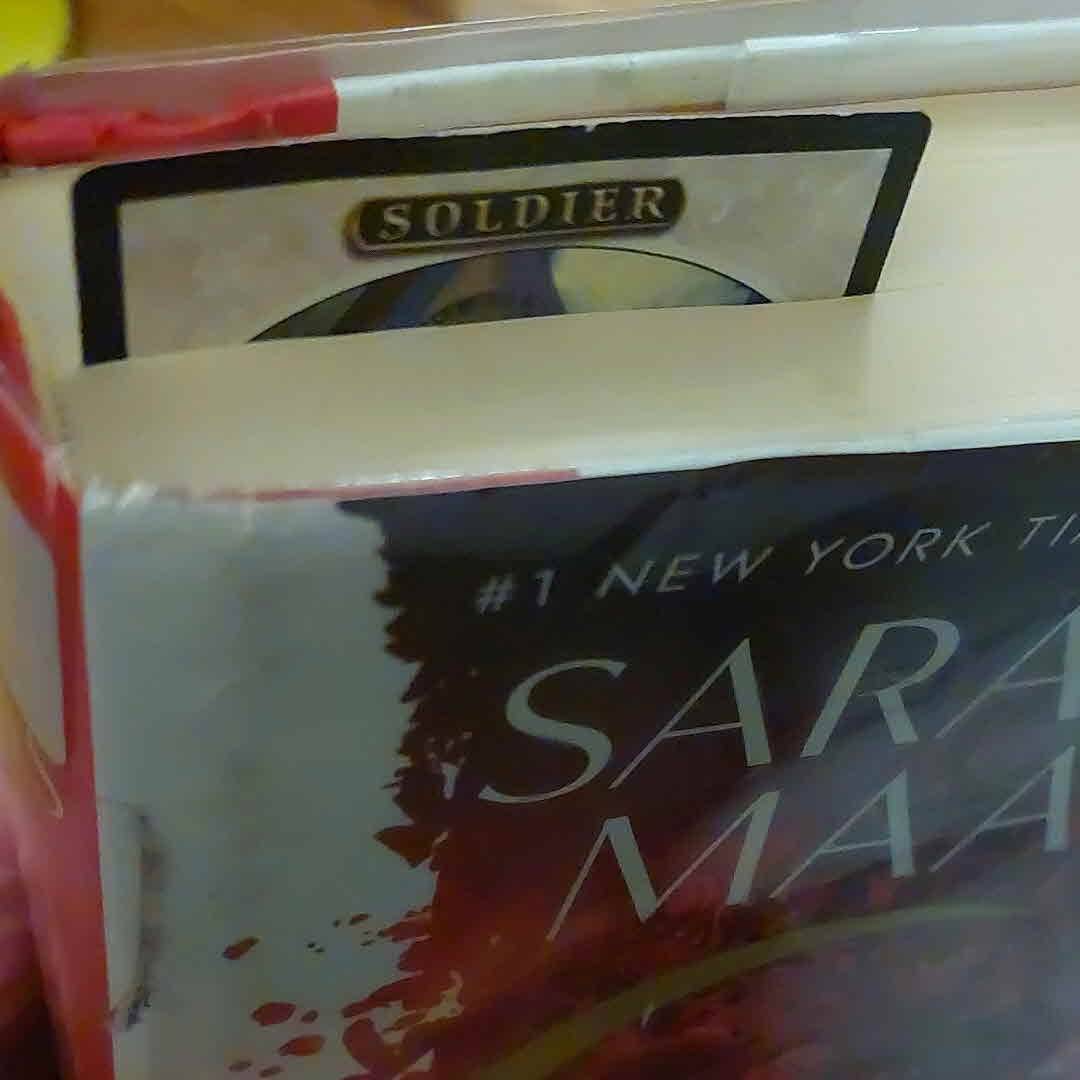 SOLDIER
#1 NEW YORK TI
SARA
MAA